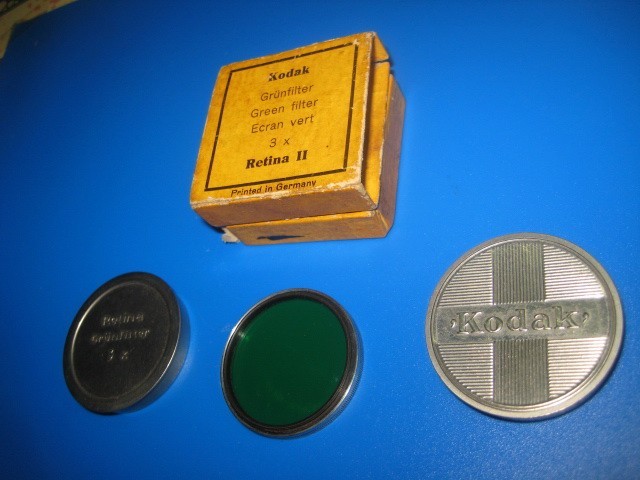 Kodak
Grünfilter
Green filter
Ecran vert
3 x
Retina II
Printed in Germany
Retina
Grünfilter
3 x
·Kodak·